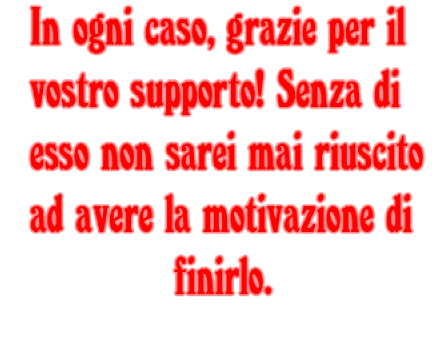 In ogni caso, grazie per il
vostro supporto! Senza di
esso non sarei mai riuscito
ad avere la motivazione di
finirlo.